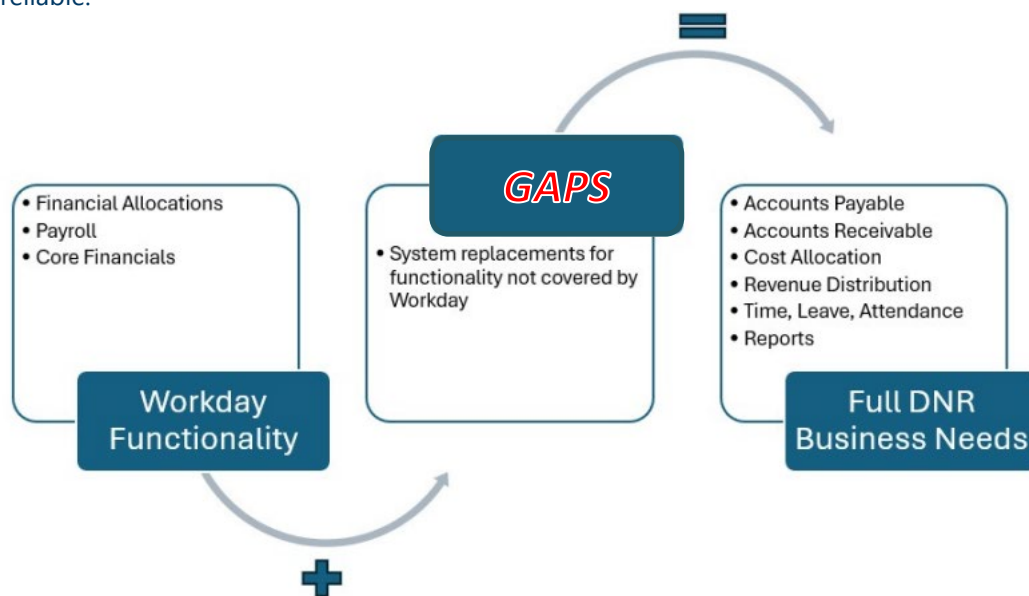 reliable.
• Financial Allocations
• Payroll
• Core Financials
Workday
Functionality
GAPS
• System replacements for
functionality not covered by
Workday
• Accounts Payable
• Accounts Receivable
• Cost Allocation
• Revenue Distribution
• Time, Leave, Attendance
• Reports
Full DNR
Business Needs